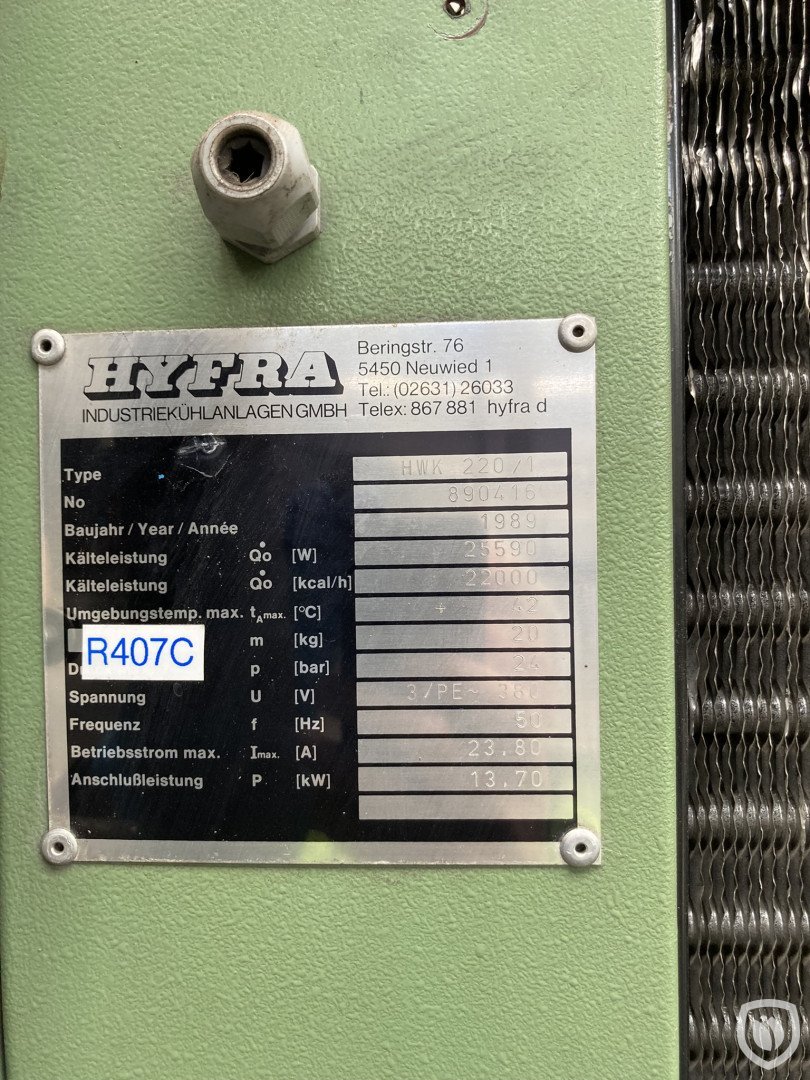 HYFRA
INDUSTRIEKÜHLANLAGEN GMBH
Beringstr. 76
5450 Neuwied 1
Tel.: (02631) 26033
Telex: 867 881 hyfra d
Type HWK 220/1
No 890416
Baujahr / Year / Année 1989
Kälteleistung Q̇o [W] 25590
Kälteleistung Q̇o [kcal/h] 22000
Umgebungstemp. max. tAmax. [°C] + 42
R407C m [kg] 20
p [bar] 24
Spannung U [V] 3/PE~ 380
Frequenz f [Hz] 50
Betriebsstrom max. Imax. [A] 23.80
Anschlußleistung P [kW] 13.70